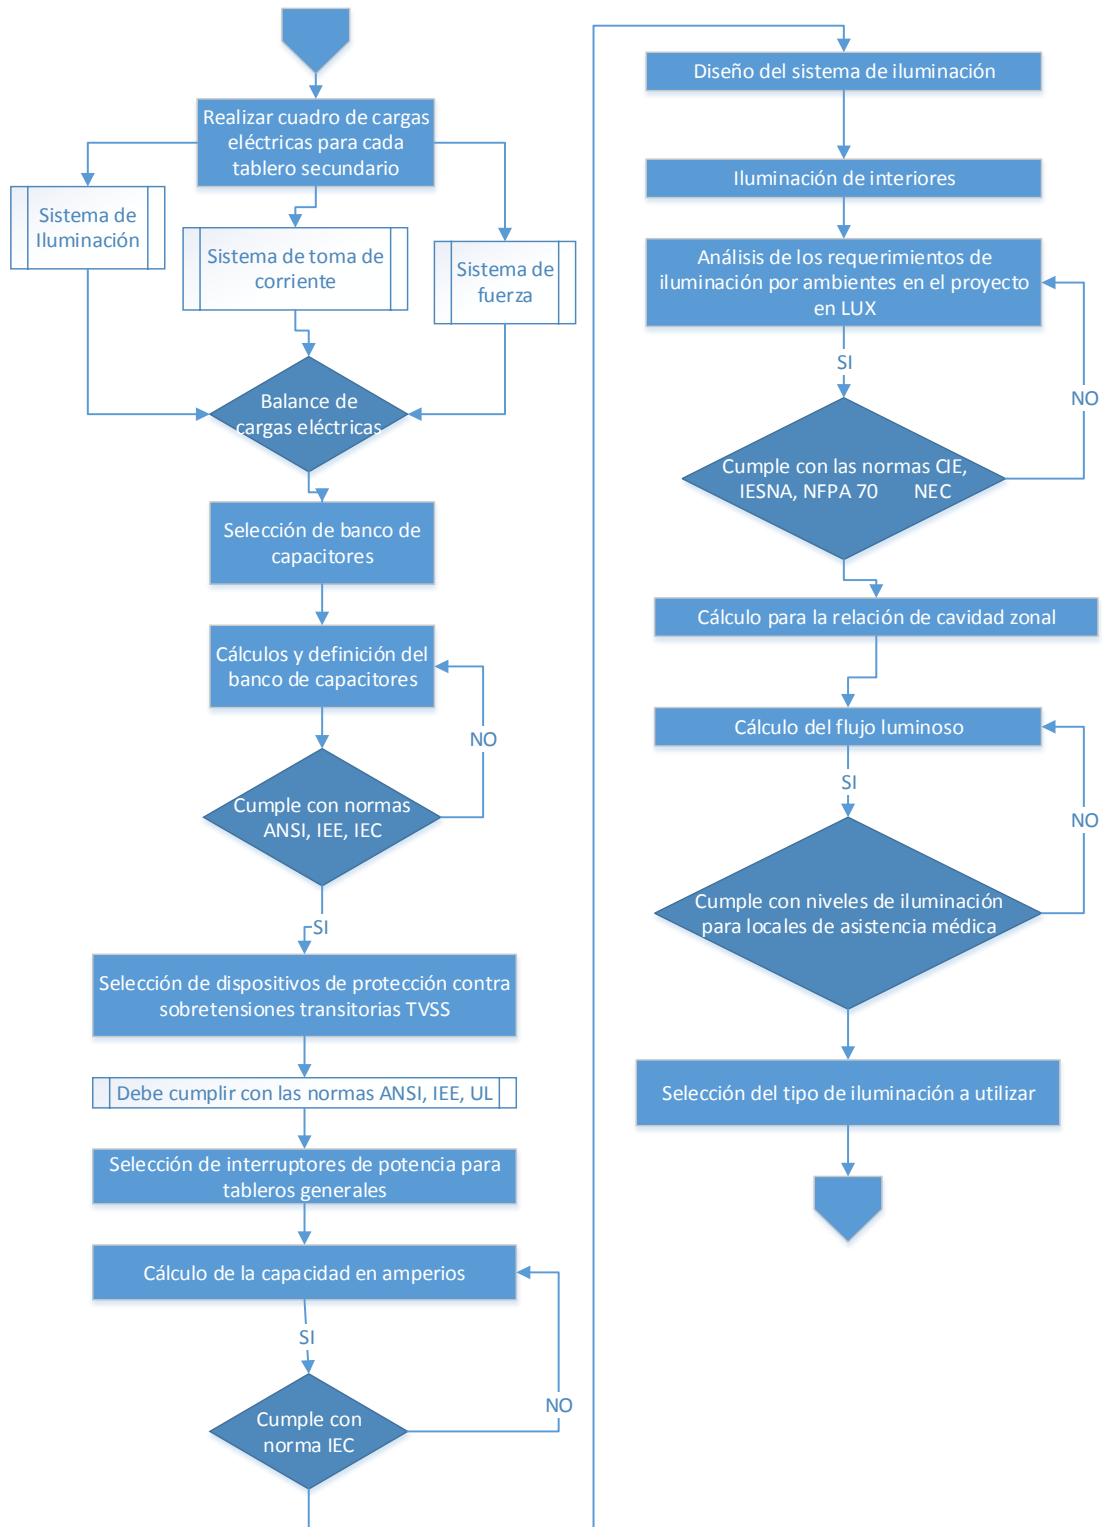 Realizar cuadro de cargas
eléctricas para cada
tablero secundario
Sistema de
Iluminación
Sistema de toma de
corriente
Sistema de
fuerza
Balance de
cargas eléctricas
Selección de banco de
capacitores
Cálculos y definición del
banco de capacitores
NO
Cumple con normas
ANSI, IEE, IEC
SI
Selección de dispositivos de protección contra
sobretensiones transitorias TVSS
Debe cumplir con las normas ANSI, IEE, UL
Selección de interruptores de potencia para
tableros generales
Cálculo de la capacidad en amperios
SI
NO
Cumple con
norma IEC
Diseño del sistema de iluminación
Iluminación de interiores
Análisis de los requerimientos de
iluminación por ambientes en el proyecto
en LUX
SI
NO
Cumple con las normas CIE,
IESNA, NFPA 70 NEC
Cálculo para la relación de cavidad zonal
Cálculo del flujo luminoso
SI
NO
Cumple con niveles de iluminación
para locales de asistencia médica
Selección del tipo de iluminación a utilizar